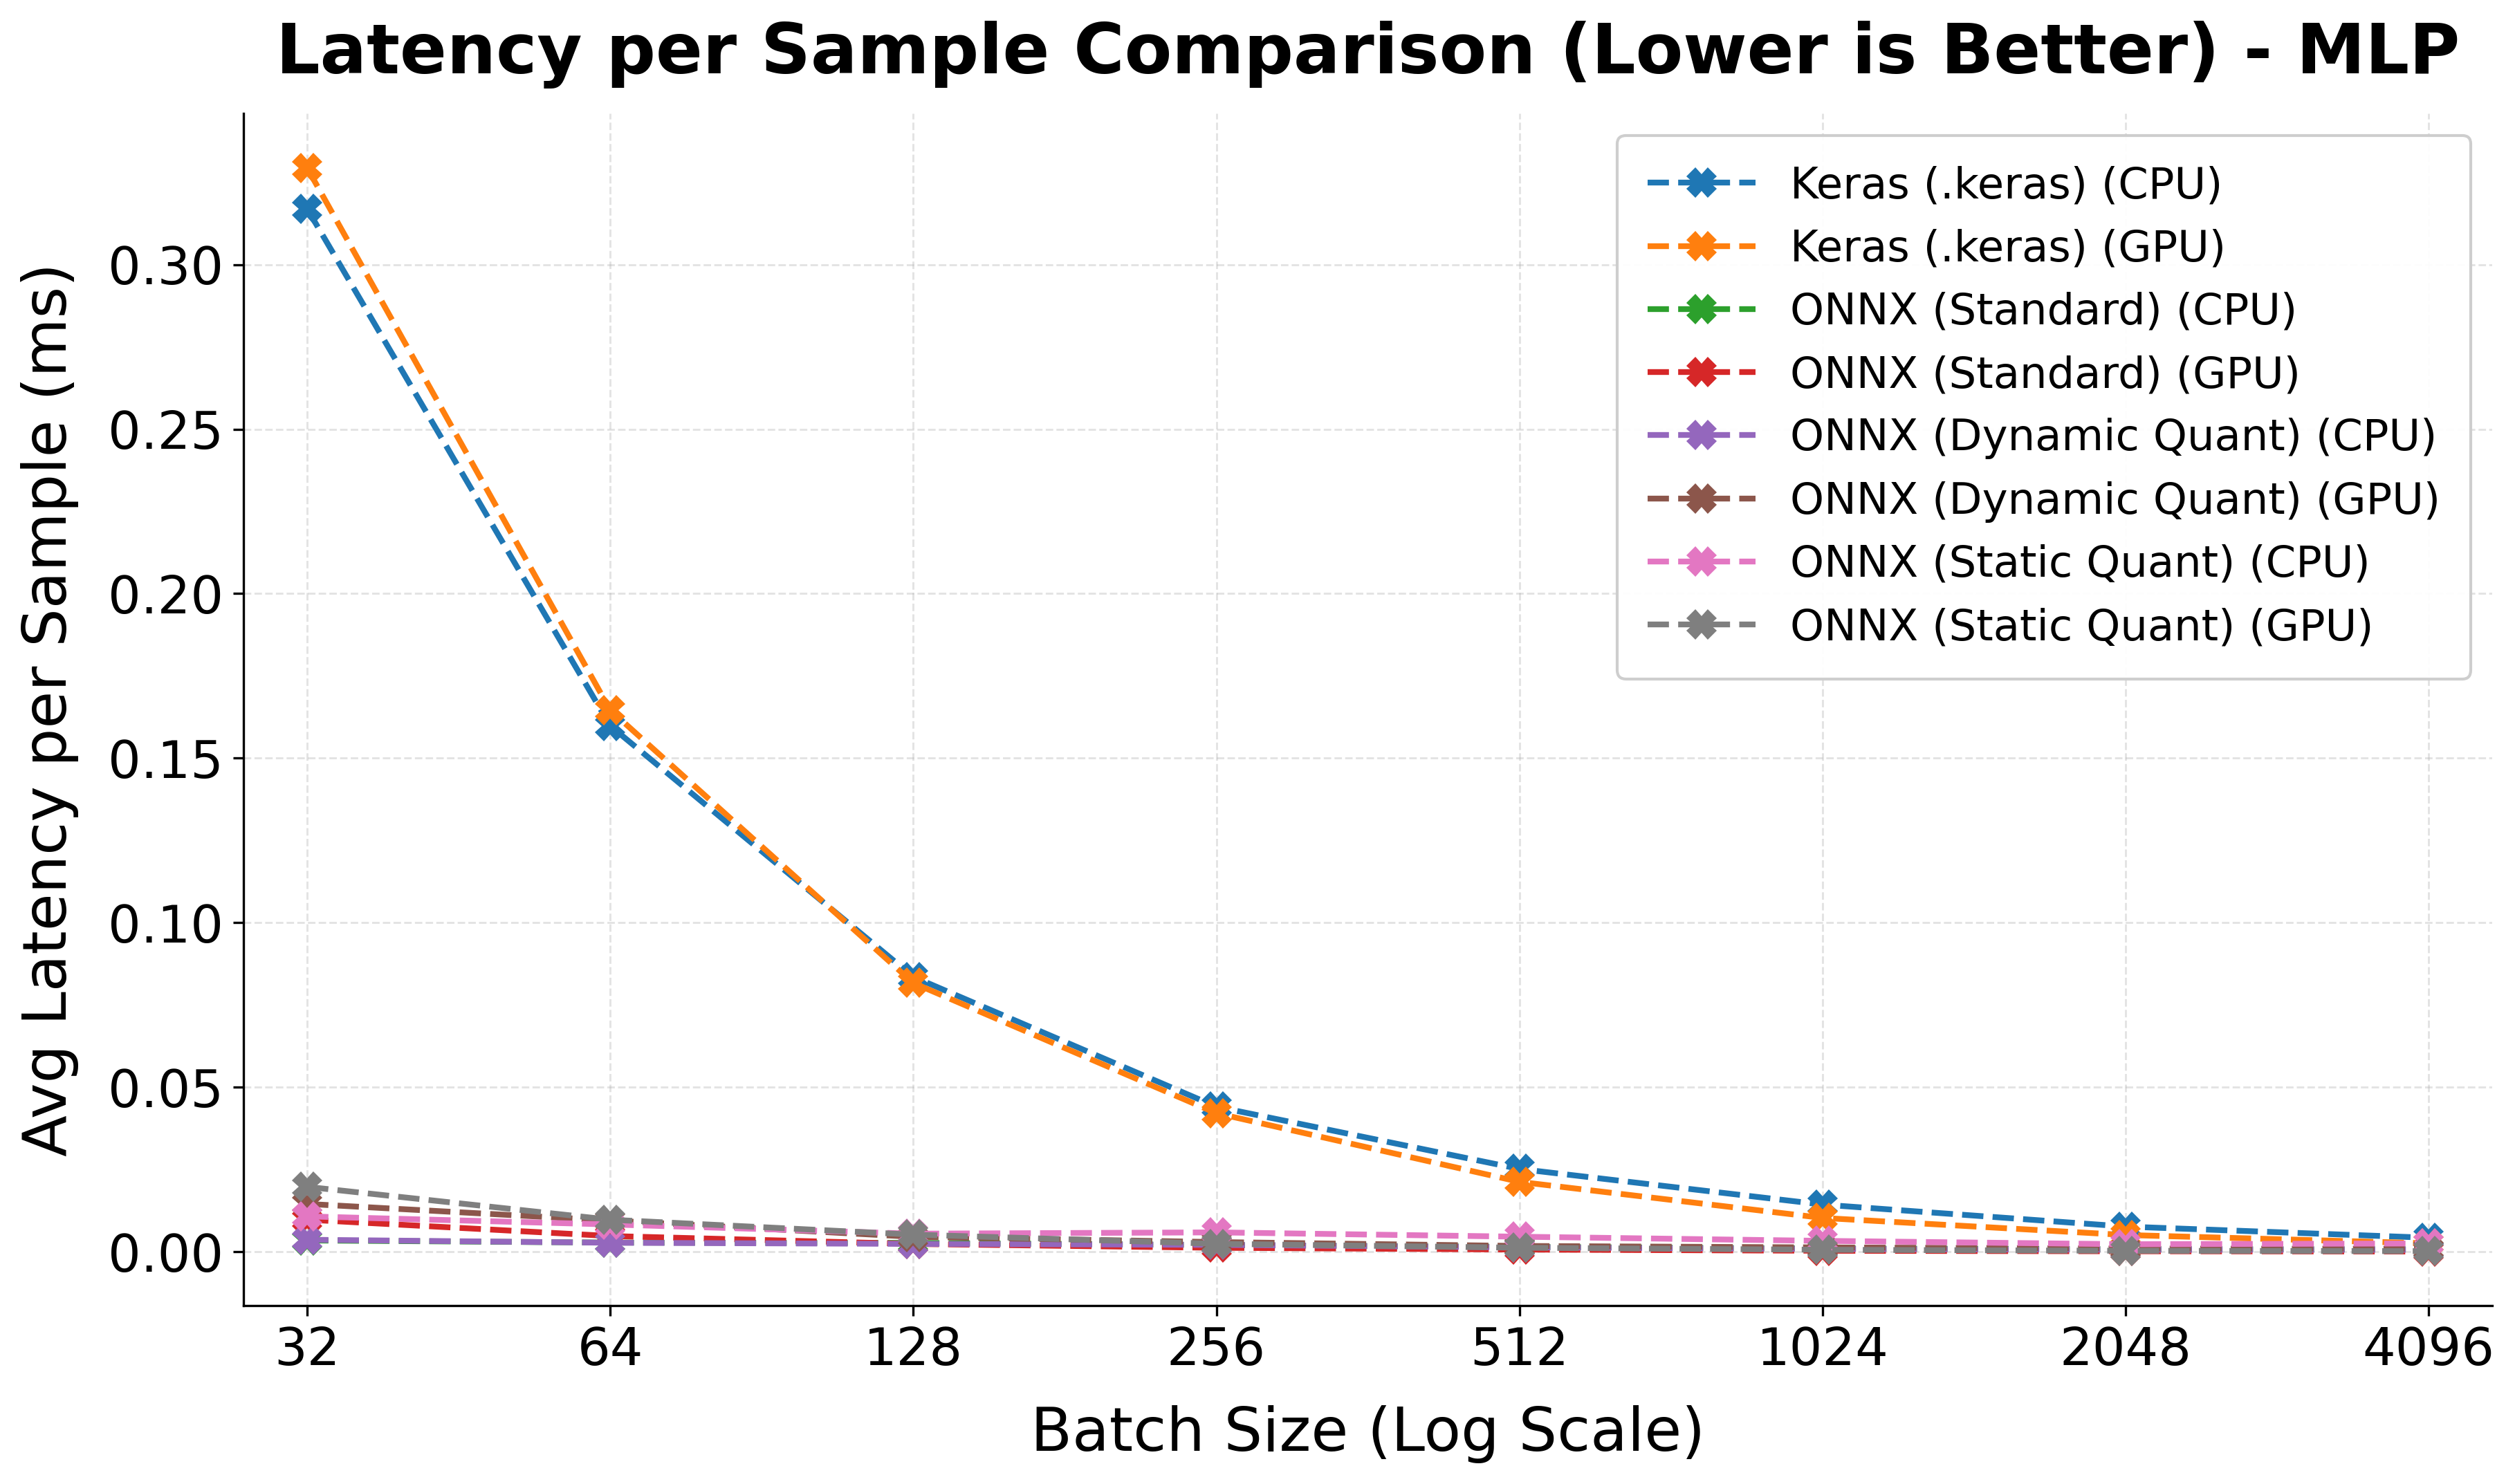 Latency per Sample Comparison (Lower is Better) - MLP
Avg Latency per Sample (ms)
0.30
0.25
0.20
0.15
0.10
0.05
0.00
Keras (.keras) (CPU)
Keras (.keras) (GPU)
ONNX (Standard) (CPU)
ONNX (Standard) (GPU)
ONNX (Dynamic Quant) (CPU)
ONNX (Dynamic Quant) (GPU)
ONNX (Static Quant) (CPU)
ONNX (Static Quant) (GPU)
32 64 128 256 512 1024 2048 4096
Batch Size (Log Scale)